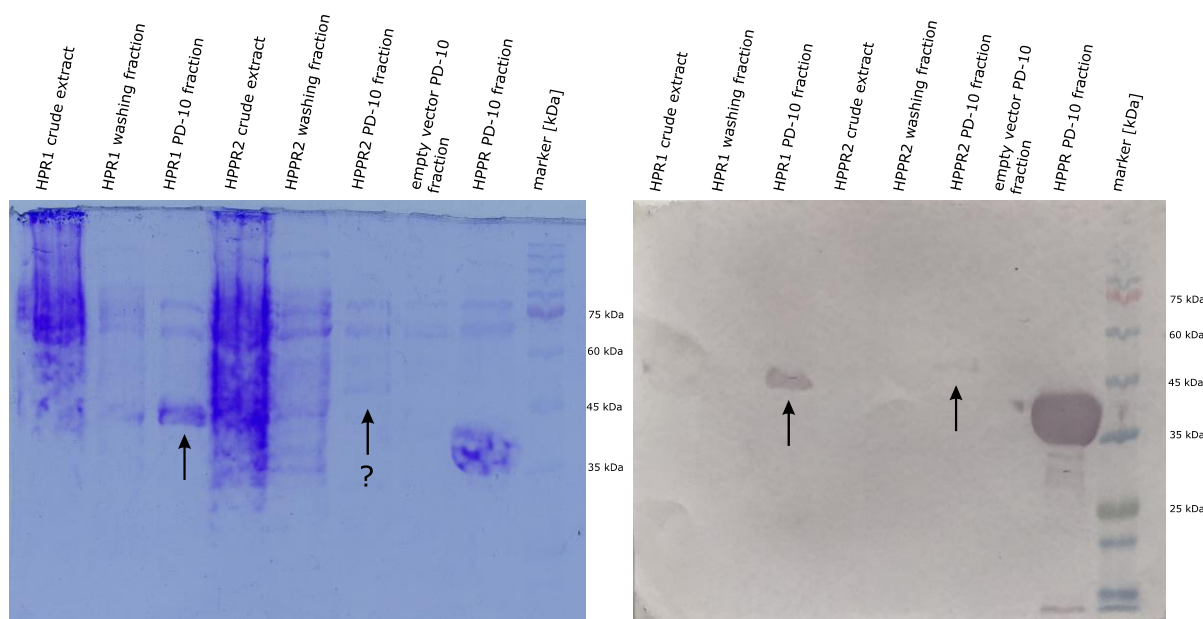 HPR1 crude extract
HPR1 washing fraction
HPR1 PD-10 fraction
HPPR2 crude extract
HPPR2 washing fraction
HPPR2 PD-10 fraction
empty vector PD-10
fraction
HPPR PD-10 fraction
marker [kDa]
75 kDa
60 kDa
45 kDa
35 kDa
?
HPR1 crude extract
HPR1 washing fraction
HPR1 PD-10 fraction
HPPR2 crude extract
HPPR2 washing fraction
HPPR2 PD-10 fraction
empty vector PD-10
fraction
HPPR PD-10 fraction
marker [kDa]
75 kDa
60 kDa
45 kDa
35 kDa
25 kDa